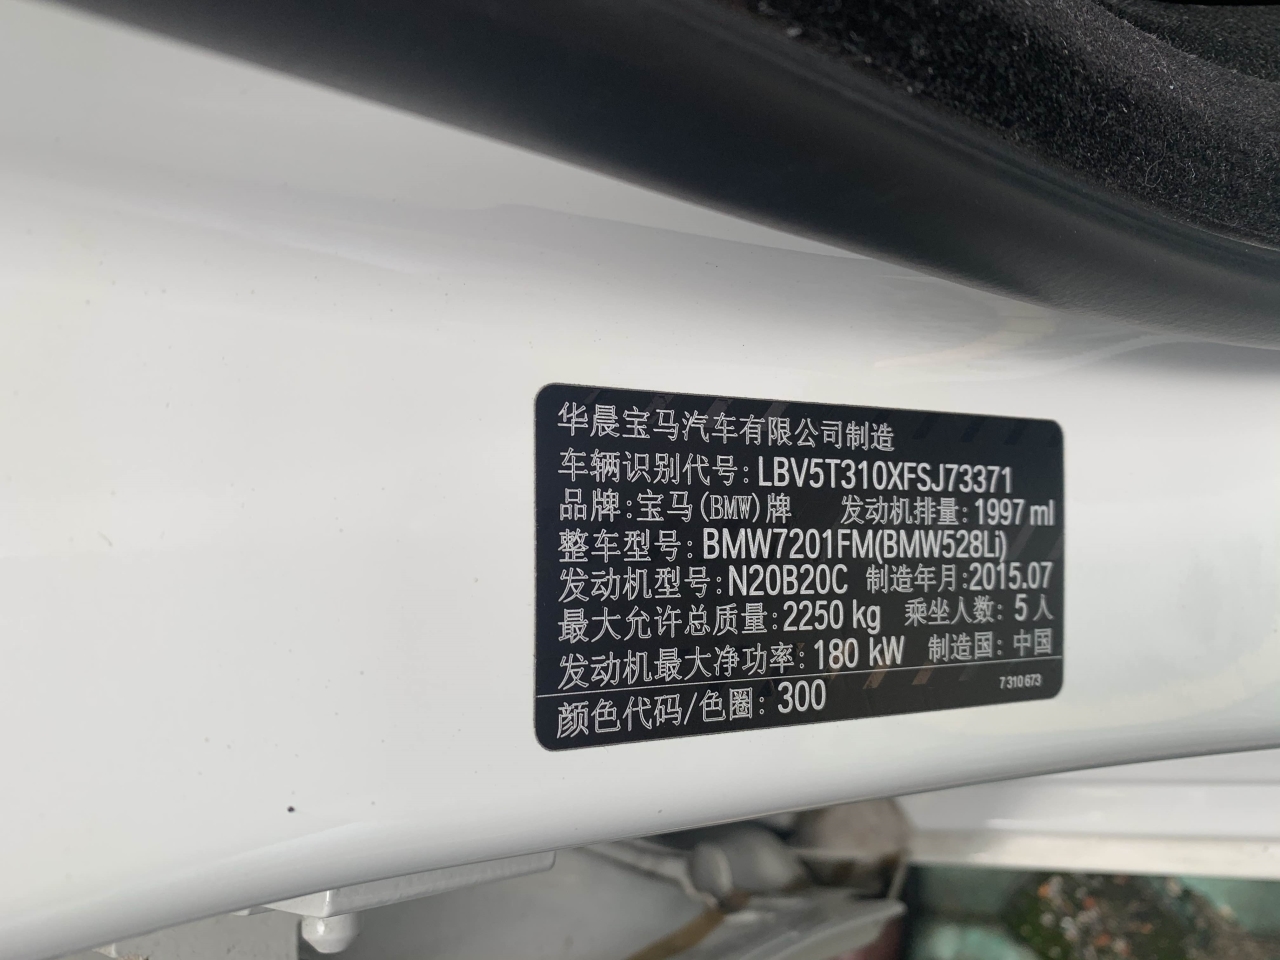 华晨宝马汽车有限公司制造
车辆识别代号:LBV5T310XFSJ73371
品牌:宝马(BMW)牌 发动机排量:1997 ml
整车型号:BMW7201FM(BMW528Li)
发动机型号:N20B20C 制造年月:2015.07
最大允许总质量:2250 kg 乘坐人数:5人
发动机最大净功率:180 kW 制造国:中国
7 310 673
颜色代码/色圈:300